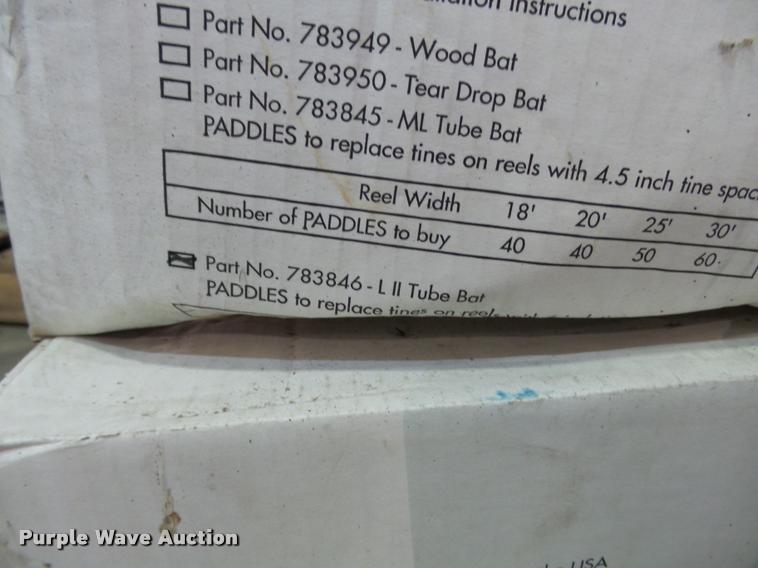 Instructions
Part No. 783949 - Wood Bat
Part No. 783950 - Tear Drop Bat
Part No. 783845 - ML Tube Bat
PADDLES to replace tines on reels with 4.5 inch tine spac
Reel Width 18' 20' 25' 30'
Number of PADDLES to buy 40 40 50 60
Part No. 783846 - L II Tube Bat
PADDLES to replace tines on reels
USA
Purple Wave Auction